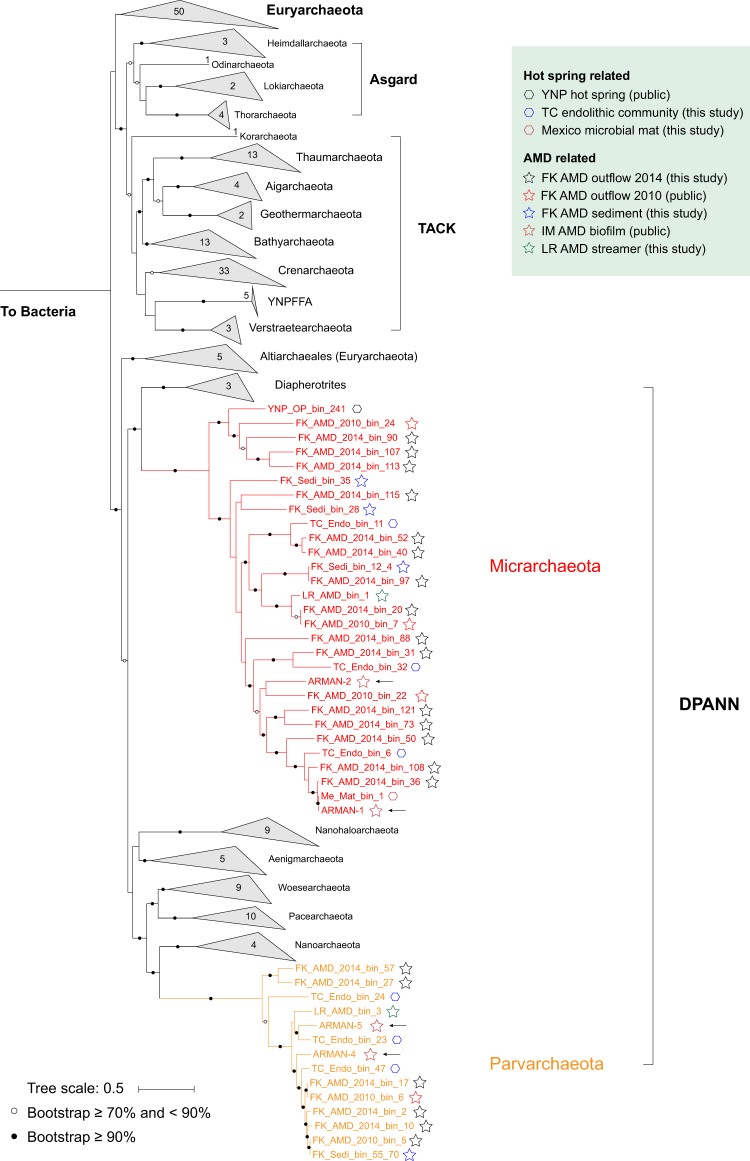 50
Euryarchaeota
3
Heimdallarchaeota
1
Odinarchaeota
2
Lokiarchaeota
Asgard
4
Thorarchaeota
1
Korarchaeota
13
Thaumarchaeota
4
Aigarchaeota
2
Geothermarchaeota
TACK
13
Bathyarchaeota
33
Crenarchaeota
5
YNPFFA
To Bacteria
3
Verstraetearchaeota
5
Altiarchaeales (Euryarchaeota)
3
Diapherotrites
Hot spring related
YNP hot spring (public)
TC endolithic community (this study)
Mexico microbial mat (this study)
AMD related
FK AMD outflow 2014 (this study)
FK AMD outflow 2010 (public)
FK AMD sediment (this study)
IM AMD biofilm (public)
LR AMD streamer (this study)
YNP_OP_bin_241
FK_AMD_2010_bin_24
FK_AMD_2014_bin_90
FK_AMD_2014_bin_107
FK_AMD_2014_bin_113
FK_Sedi_bin_35
FK_AMD_2014_bin_115
FK_Sedi_bin_28
TC_Endo_bin_11
FK_AMD_2014_bin_52
FK_AMD_2014_bin_40
FK_Sedi_bin_12_4
Micrarchaeota
FK_AMD_2014_bin_97
LR_AMD_bin_1
FK_AMD_2014_bin_20
FK_AMD_2010_bin_7
FK_AMD_2014_bin_88
FK_AMD_2014_bin_31
TC_Endo_bin_32
ARMAN-2
FK_AMD_2010_bin_22
DPANN
FK_AMD_2014_bin_121
FK_AMD_2014_bin_73
FK_AMD_2014_bin_50
TC_Endo_bin_6
FK_AMD_2014_bin_108
FK_AMD_2014_bin_36
Me_Mat_bin_1
ARMAN-1
9
Nanohaloarchaeota
5
Aenigmarchaeota
9
Woesearchaeota
10
Pacearchaeota
4
Nanoarchaeota
FK_AMD_2014_bin_57
FK_AMD_2014_bin_27
TC_Endo_bin_24
LR_AMD_bin_3
ARMAN-5
TC_Endo_bin_23
ARMAN-4
Parvarchaeota
TC_Endo_bin_47
FK_AMD_2014_bin_17
FK_AMD_2010_bin_6
FK_AMD_2014_bin_2
FK_AMD_2014_bin_10
FK_AMD_2010_bin_5
FK_Sedi_bin_55_70
Tree scale: 0.5
Bootstrap ≥ 70% and < 90%
Bootstrap ≥ 90%